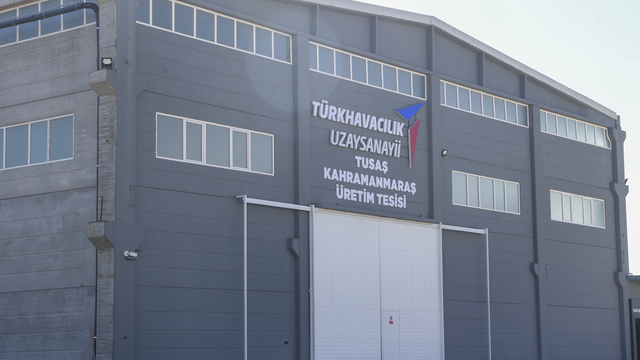 TÜRKHAVACILIK
UZAYSANAYİİ
TUSAŞ
KAHRAMANMARAŞ
ÜRETİM TESİSİ